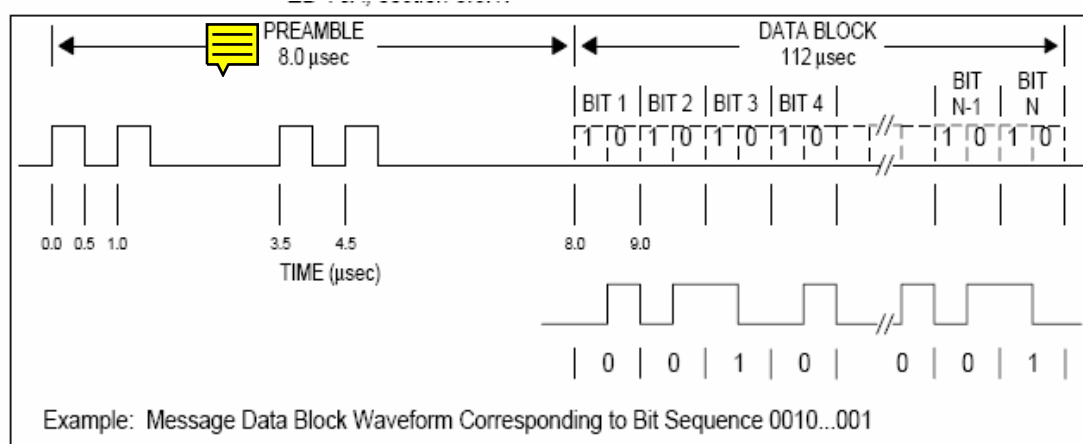 PREAMBLE
8.0 μsec
DATA BLOCK
112 μsec
BIT 1 BIT 2 BIT 3 BIT 4 BIT N-1 BIT N
1 0 1 0 1 0 1 0 1 0 1 0
0.0 0.5 1.0 3.5 4.5 8.0 9.0
TIME (μsec)
0 0 1 0 0 0 1
Example: Message Data Block Waveform Corresponding to Bit Sequence 0010...001